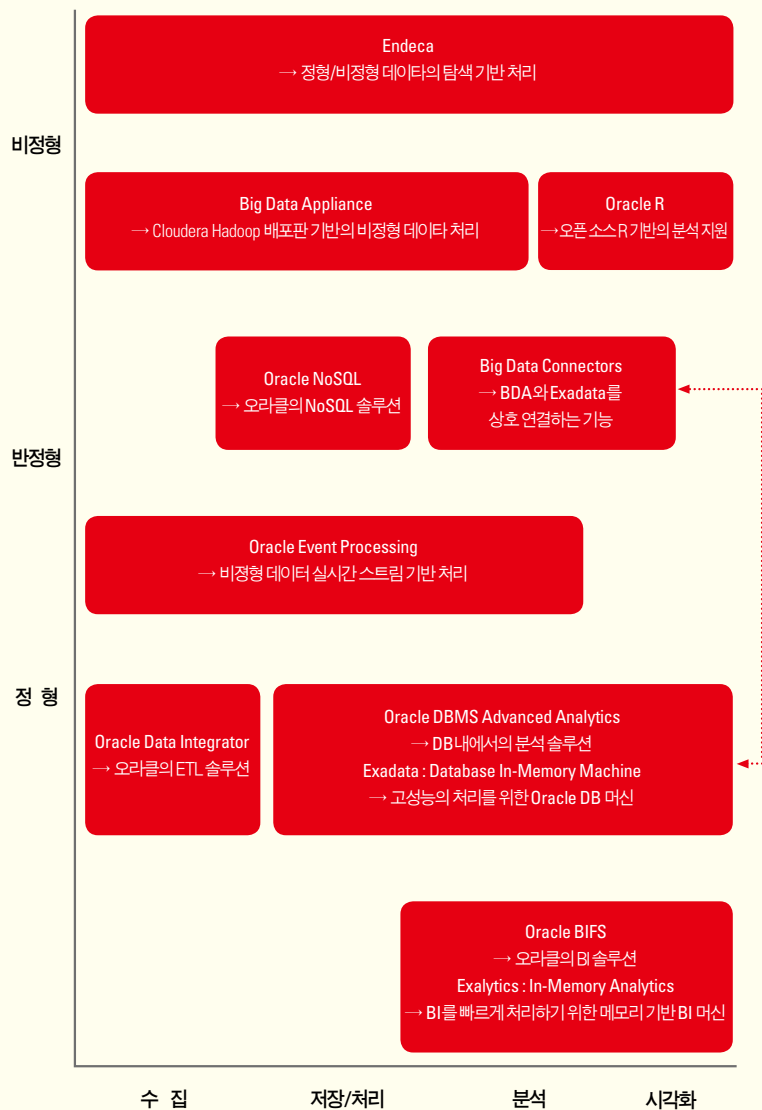 Endeca
→ 정형/비정형 데이타의 탐색 기반 처리
비정형
Big Data Appliance
→ Cloudera Hadoop 배포판 기반의 비정형 데이타 처리
Oracle R
→오픈 소스 R 기반의 분석 지원
Oracle NoSQL
→ 오라클의 NoSQL 솔루션
Big Data Connectors
→ BDA와 Exadata를
상호 연결하는 기능
반정형
Oracle Event Processing
→ 비졍형 데이터 실시간 스트림 기반 처리
정 형
Oracle Data Integrator
→ 오라클의 ETL 솔루션
Oracle DBMS Advanced Analytics
→ DB내에서의 분석 솔루션
Exadata : Database In-Memory Machine
→ 고성능의 처리를 위한 Oracle DB 머신
Oracle BIFS
→ 오라클의 BI 솔루션
Exalytics : In-Memory Analytics
→ BI를 빠르게 처리하기 위한 메모리 기반 BI 머신
수 집
저장/처리
분석
시각화